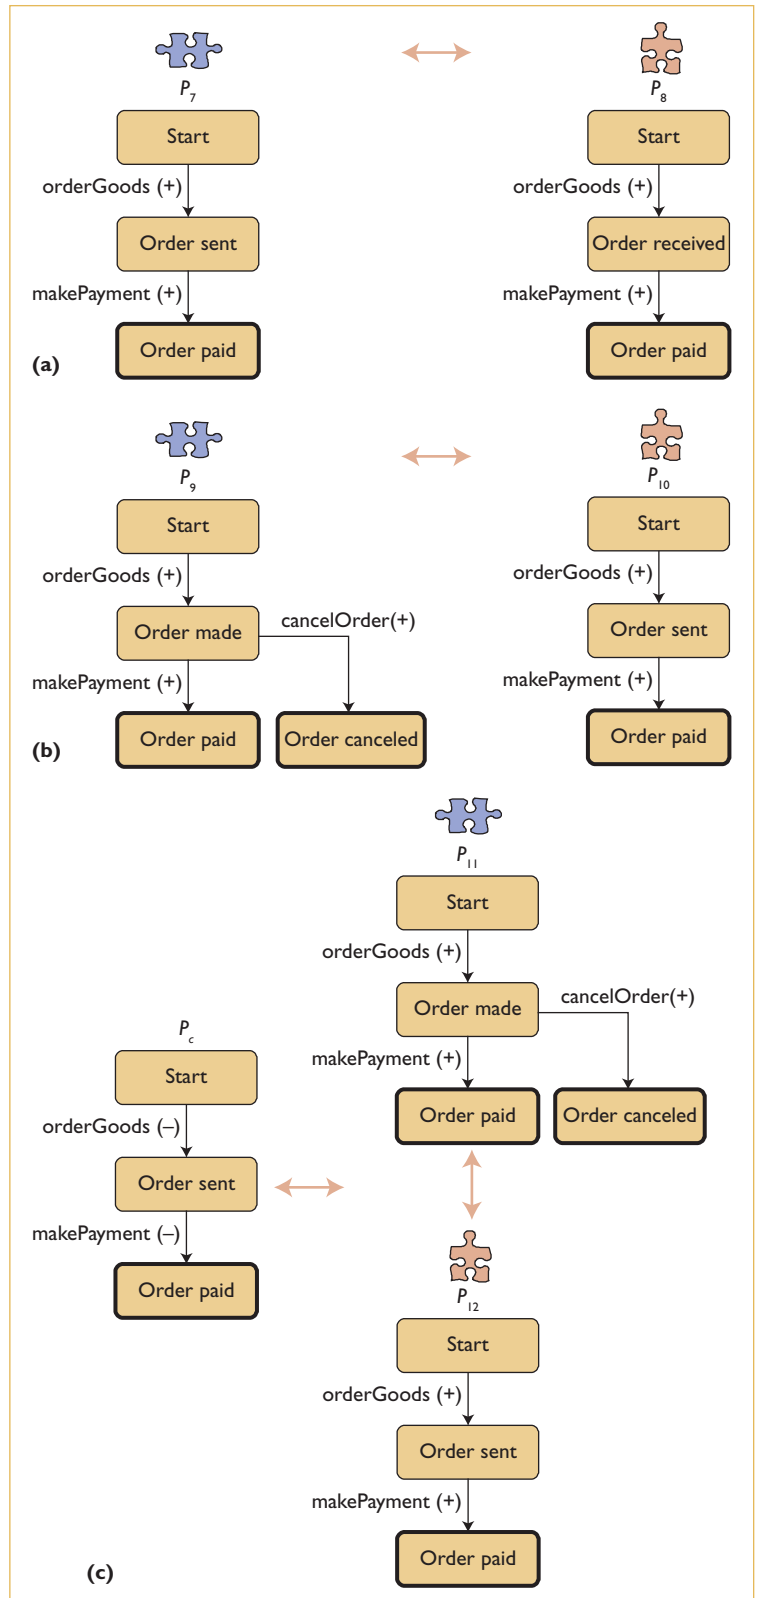 P7
P8
Start
Start
orderGoods (+)
orderGoods (+)
Order sent
Order received
makePayment (+)
makePayment (+)
Order paid
Order paid
(a)
P9
P10
Start
Start
orderGoods (+)
orderGoods (+)
Order made
cancelOrder(+)
Order sent
makePayment (+)
makePayment (+)
Order paid
Order canceled
Order paid
(b)
P11
Start
orderGoods (+)
Order made
cancelOrder(+)
makePayment (+)
Order paid
Order canceled
Pc
Start
orderGoods (–)
Order sent
makePayment (–)
Order paid
P12
Start
orderGoods (+)
Order sent
makePayment (+)
Order paid
(c)